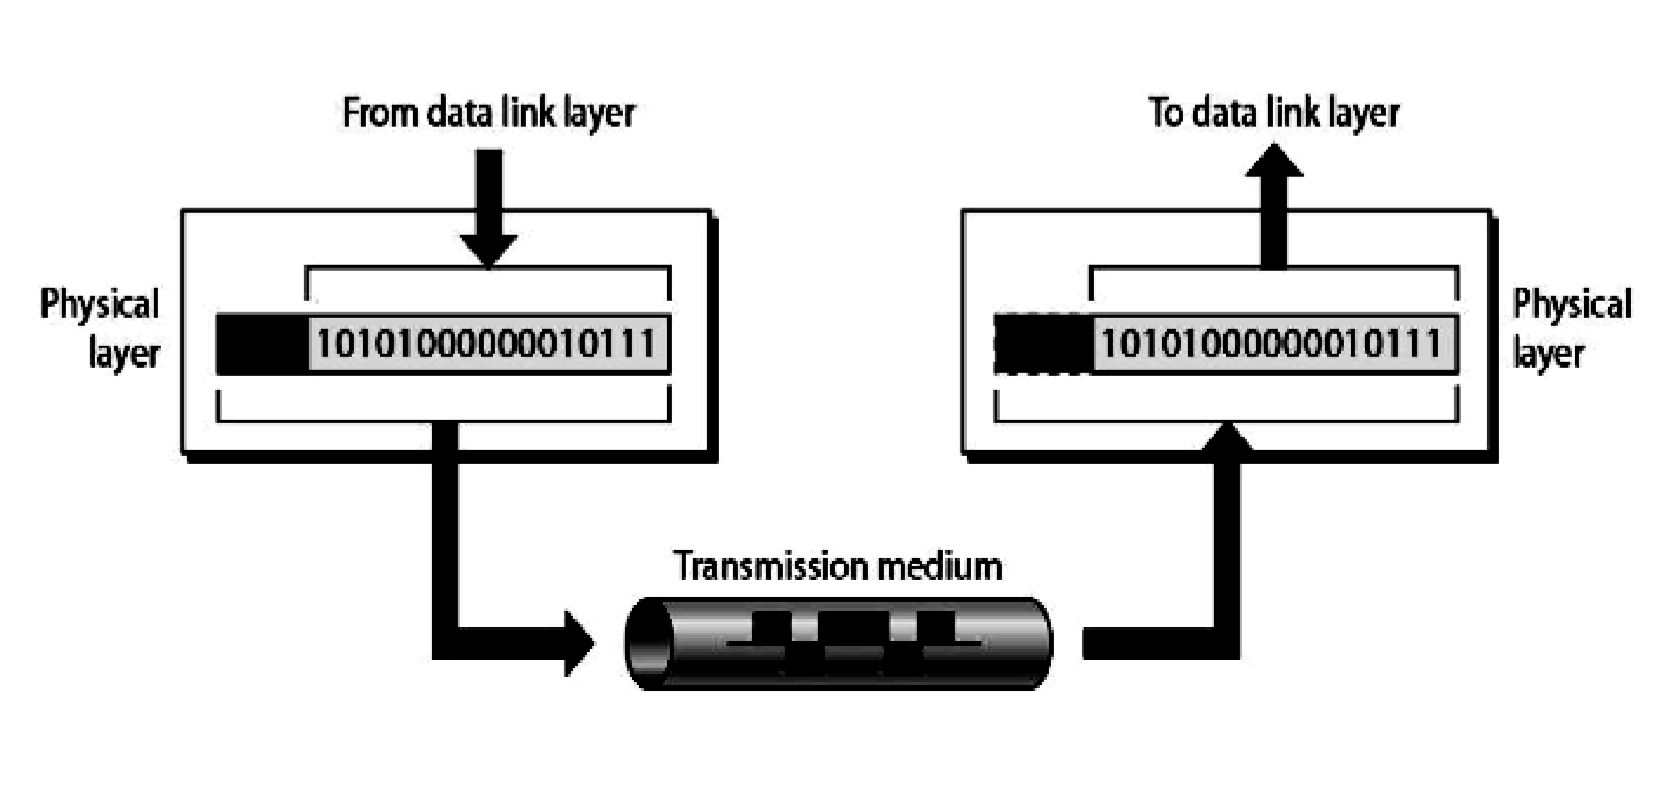 From data link layer
To data link layer
Physical
layer
10101000000010111
10101000000010111
Physical
layer
Transmission medium